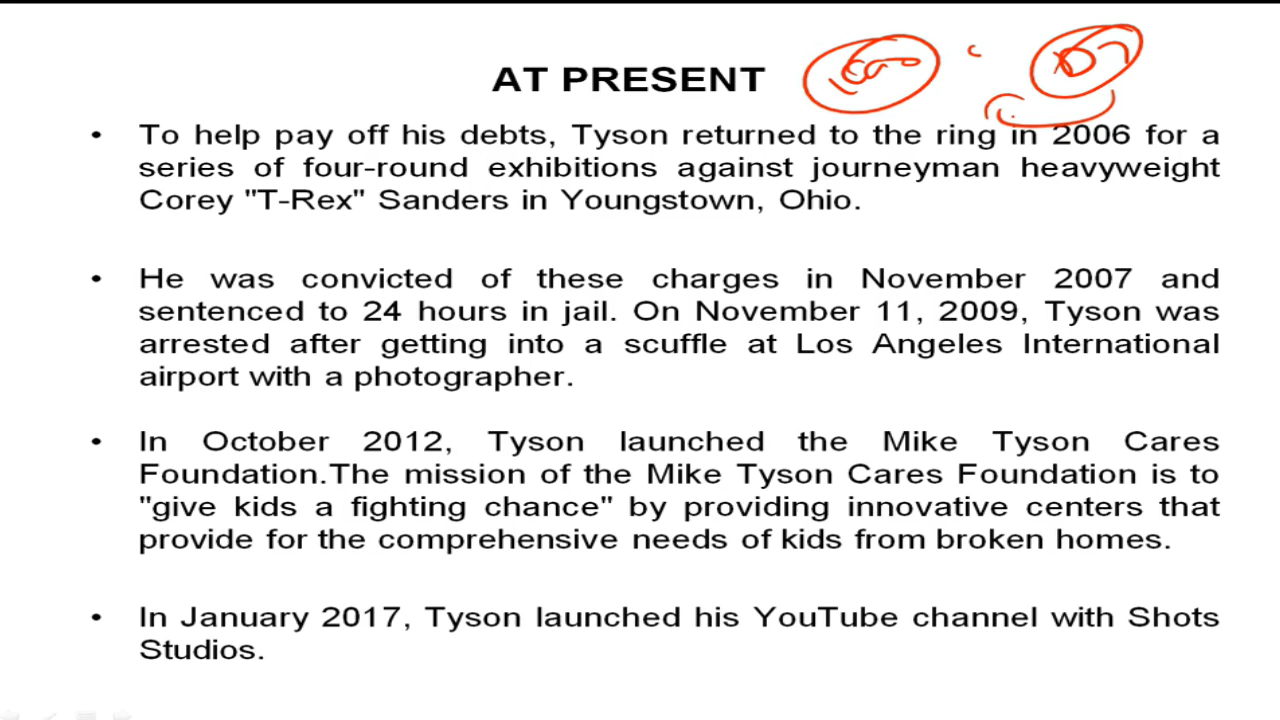 AT PRESENT
• To help pay off his debts, Tyson returned to the ring in 2006 for a
series of four-round exhibitions against journeyman heavyweight
Corey "T-Rex" Sanders in Youngstown, Ohio.
• He was convicted of these charges in November 2007 and
sentenced to 24 hours in jail. On November 11, 2009, Tyson was
arrested after getting into a scuffle at Los Angeles International
airport with a photographer.
• In October 2012, Tyson launched the Mike Tyson Cares
Foundation.The mission of the Mike Tyson Cares Foundation is to
"give kids a fighting chance" by providing innovative centers that
provide for the comprehensive needs of kids from broken homes.
• In January 2017, Tyson launched his YouTube channel with Shots
Studios.